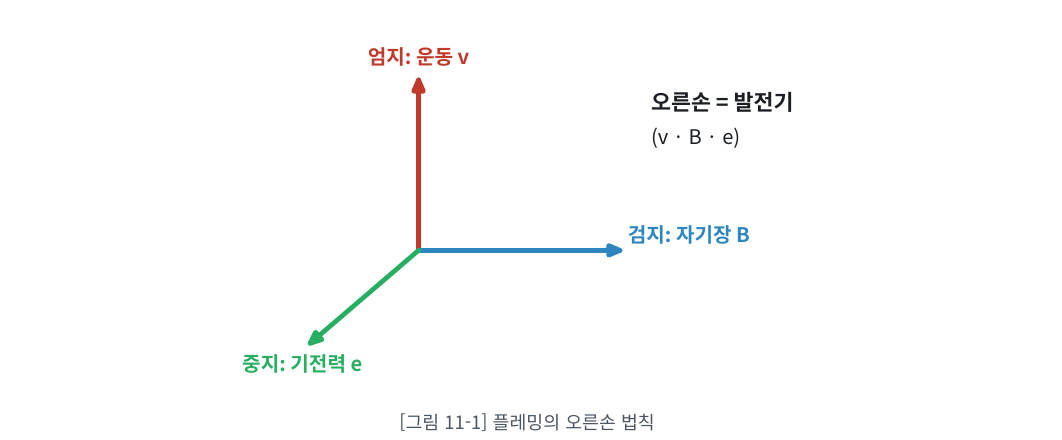 엄지: 운동 v
오른손 = 발전기
(v · B · e)
검지: 자기장 B
중지: 기전력 e
[그림 11-1] 플레밍의 오른손 법칙